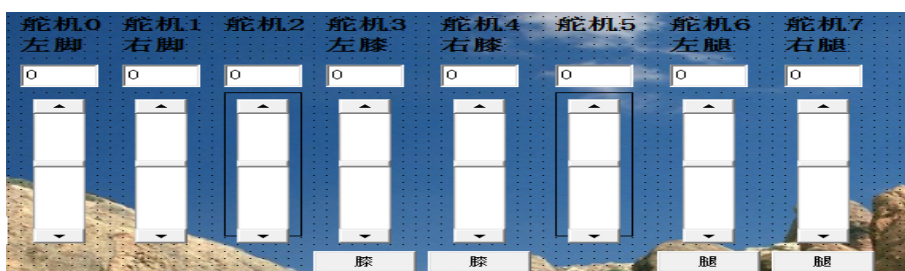 舵机0 舵机1 舵机2 舵机3 舵机4 舵机5 舵机6 舵机7
左脚 右脚 左膝 右膝 左腿 右腿
0 0 0 0 0 0 0 0
膝 膝 腿 腿